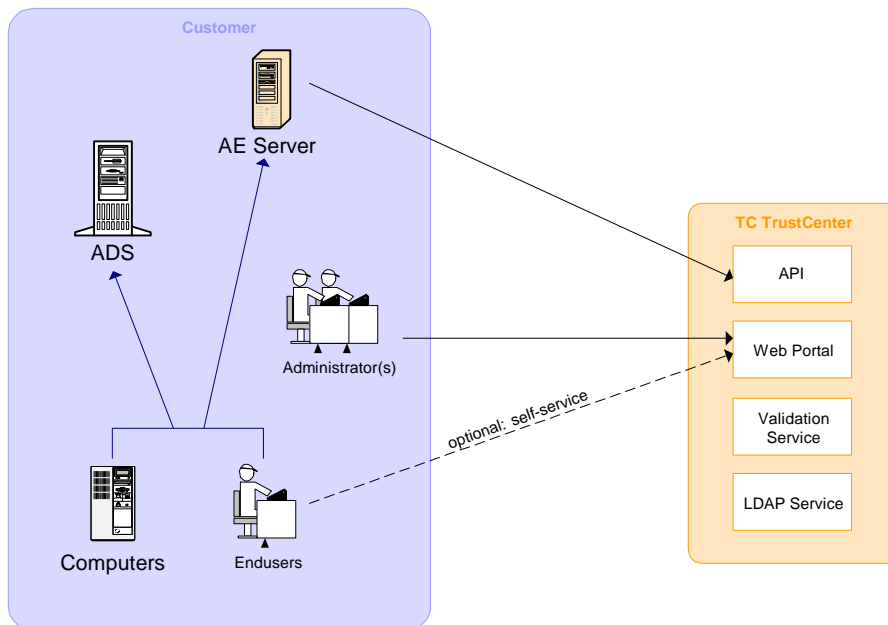 Customer
AE Server
ADS
Administrator(s)
Computers
Endusers
optional: self-service
TC TrustCenter
API
Web Portal
Validation
Service
LDAP Service